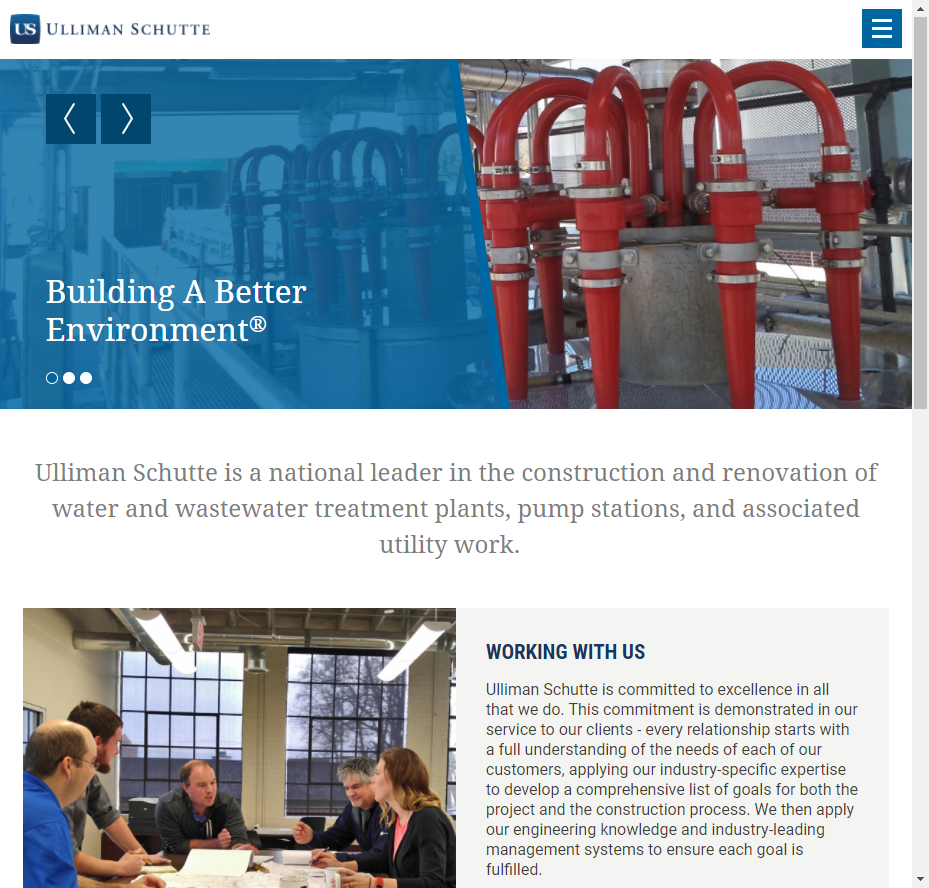 US ULLIMAN SCHUTTE
Building A Better
Environment®
Ulliman Schutte is a national leader in the construction and renovation of
water and wastewater treatment plants, pump stations, and associated
utility work.
WORKING WITH US
Ulliman Schutte is committed to excellence in all
that we do. This commitment is demonstrated in our
service to our clients - every relationship starts with
a full understanding of the needs of each of our
customers, applying our industry-specific expertise
to develop a comprehensive list of goals for both the
project and the construction process. We then apply
our engineering knowledge and industry-leading
management systems to ensure each goal is
fulfilled.